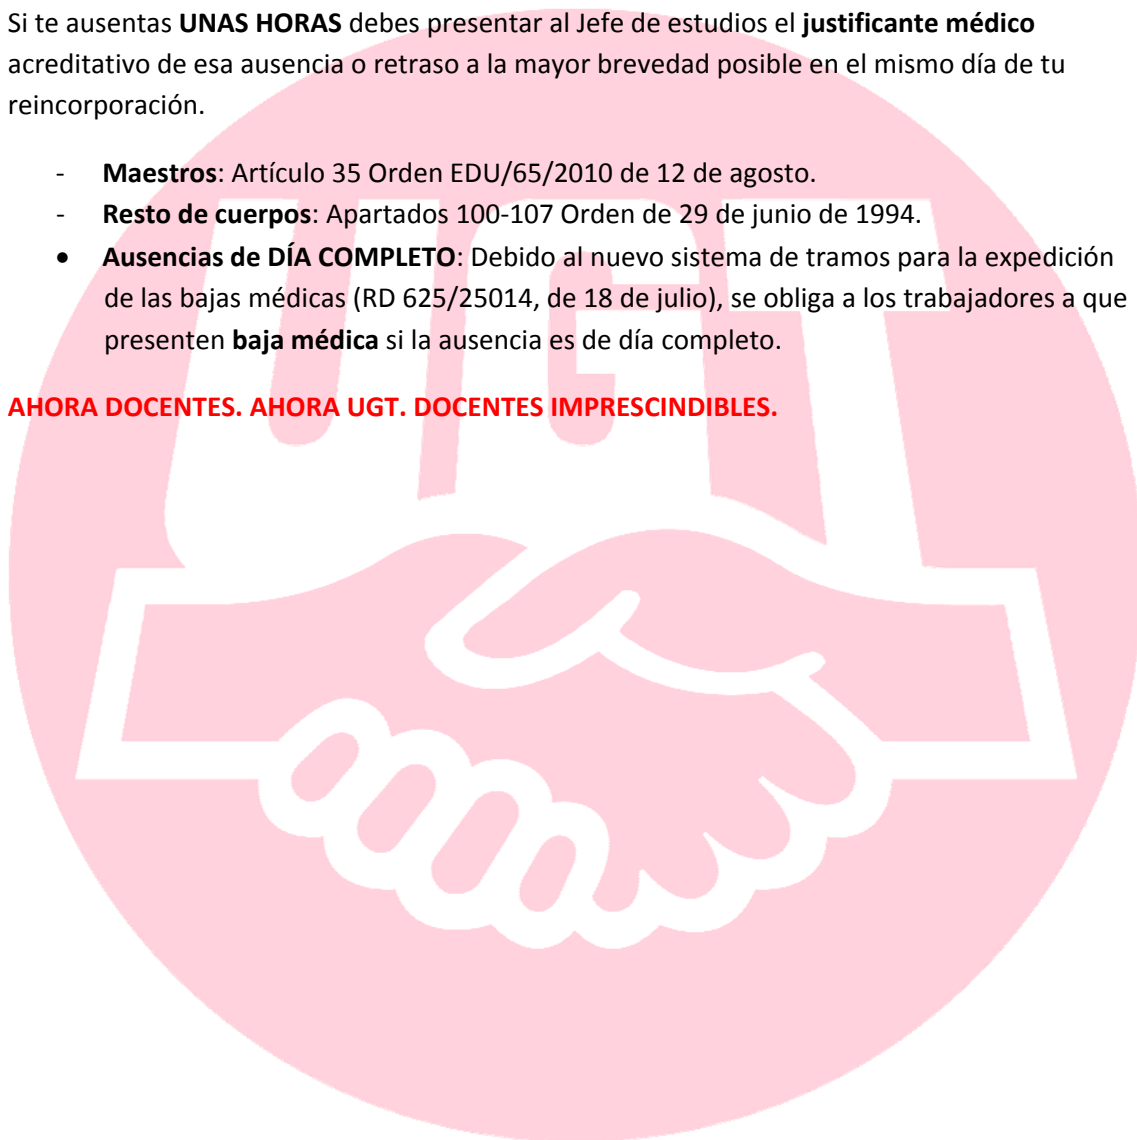 Si te ausentas UNAS HORAS debes presentar al Jefe de estudios el justificante médico
acreditativo de esa ausencia o retraso a la mayor brevedad posible en el mismo día de tu
reincorporación.
- Maestros: Artículo 35 Orden EDU/65/2010 de 12 de agosto.
- Resto de cuerpos: Apartados 100-107 Orden de 29 de junio de 1994.
• Ausencias de DÍA COMPLETO: Debido al nuevo sistema de tramos para la expedición
de las bajas médicas (RD 625/25014, de 18 de julio), se obliga a los trabajadores a que
presenten baja médica si la ausencia es de día completo.
AHORA DOCENTES. AHORA UGT. DOCENTES IMPRESCINDIBLES.
UGT